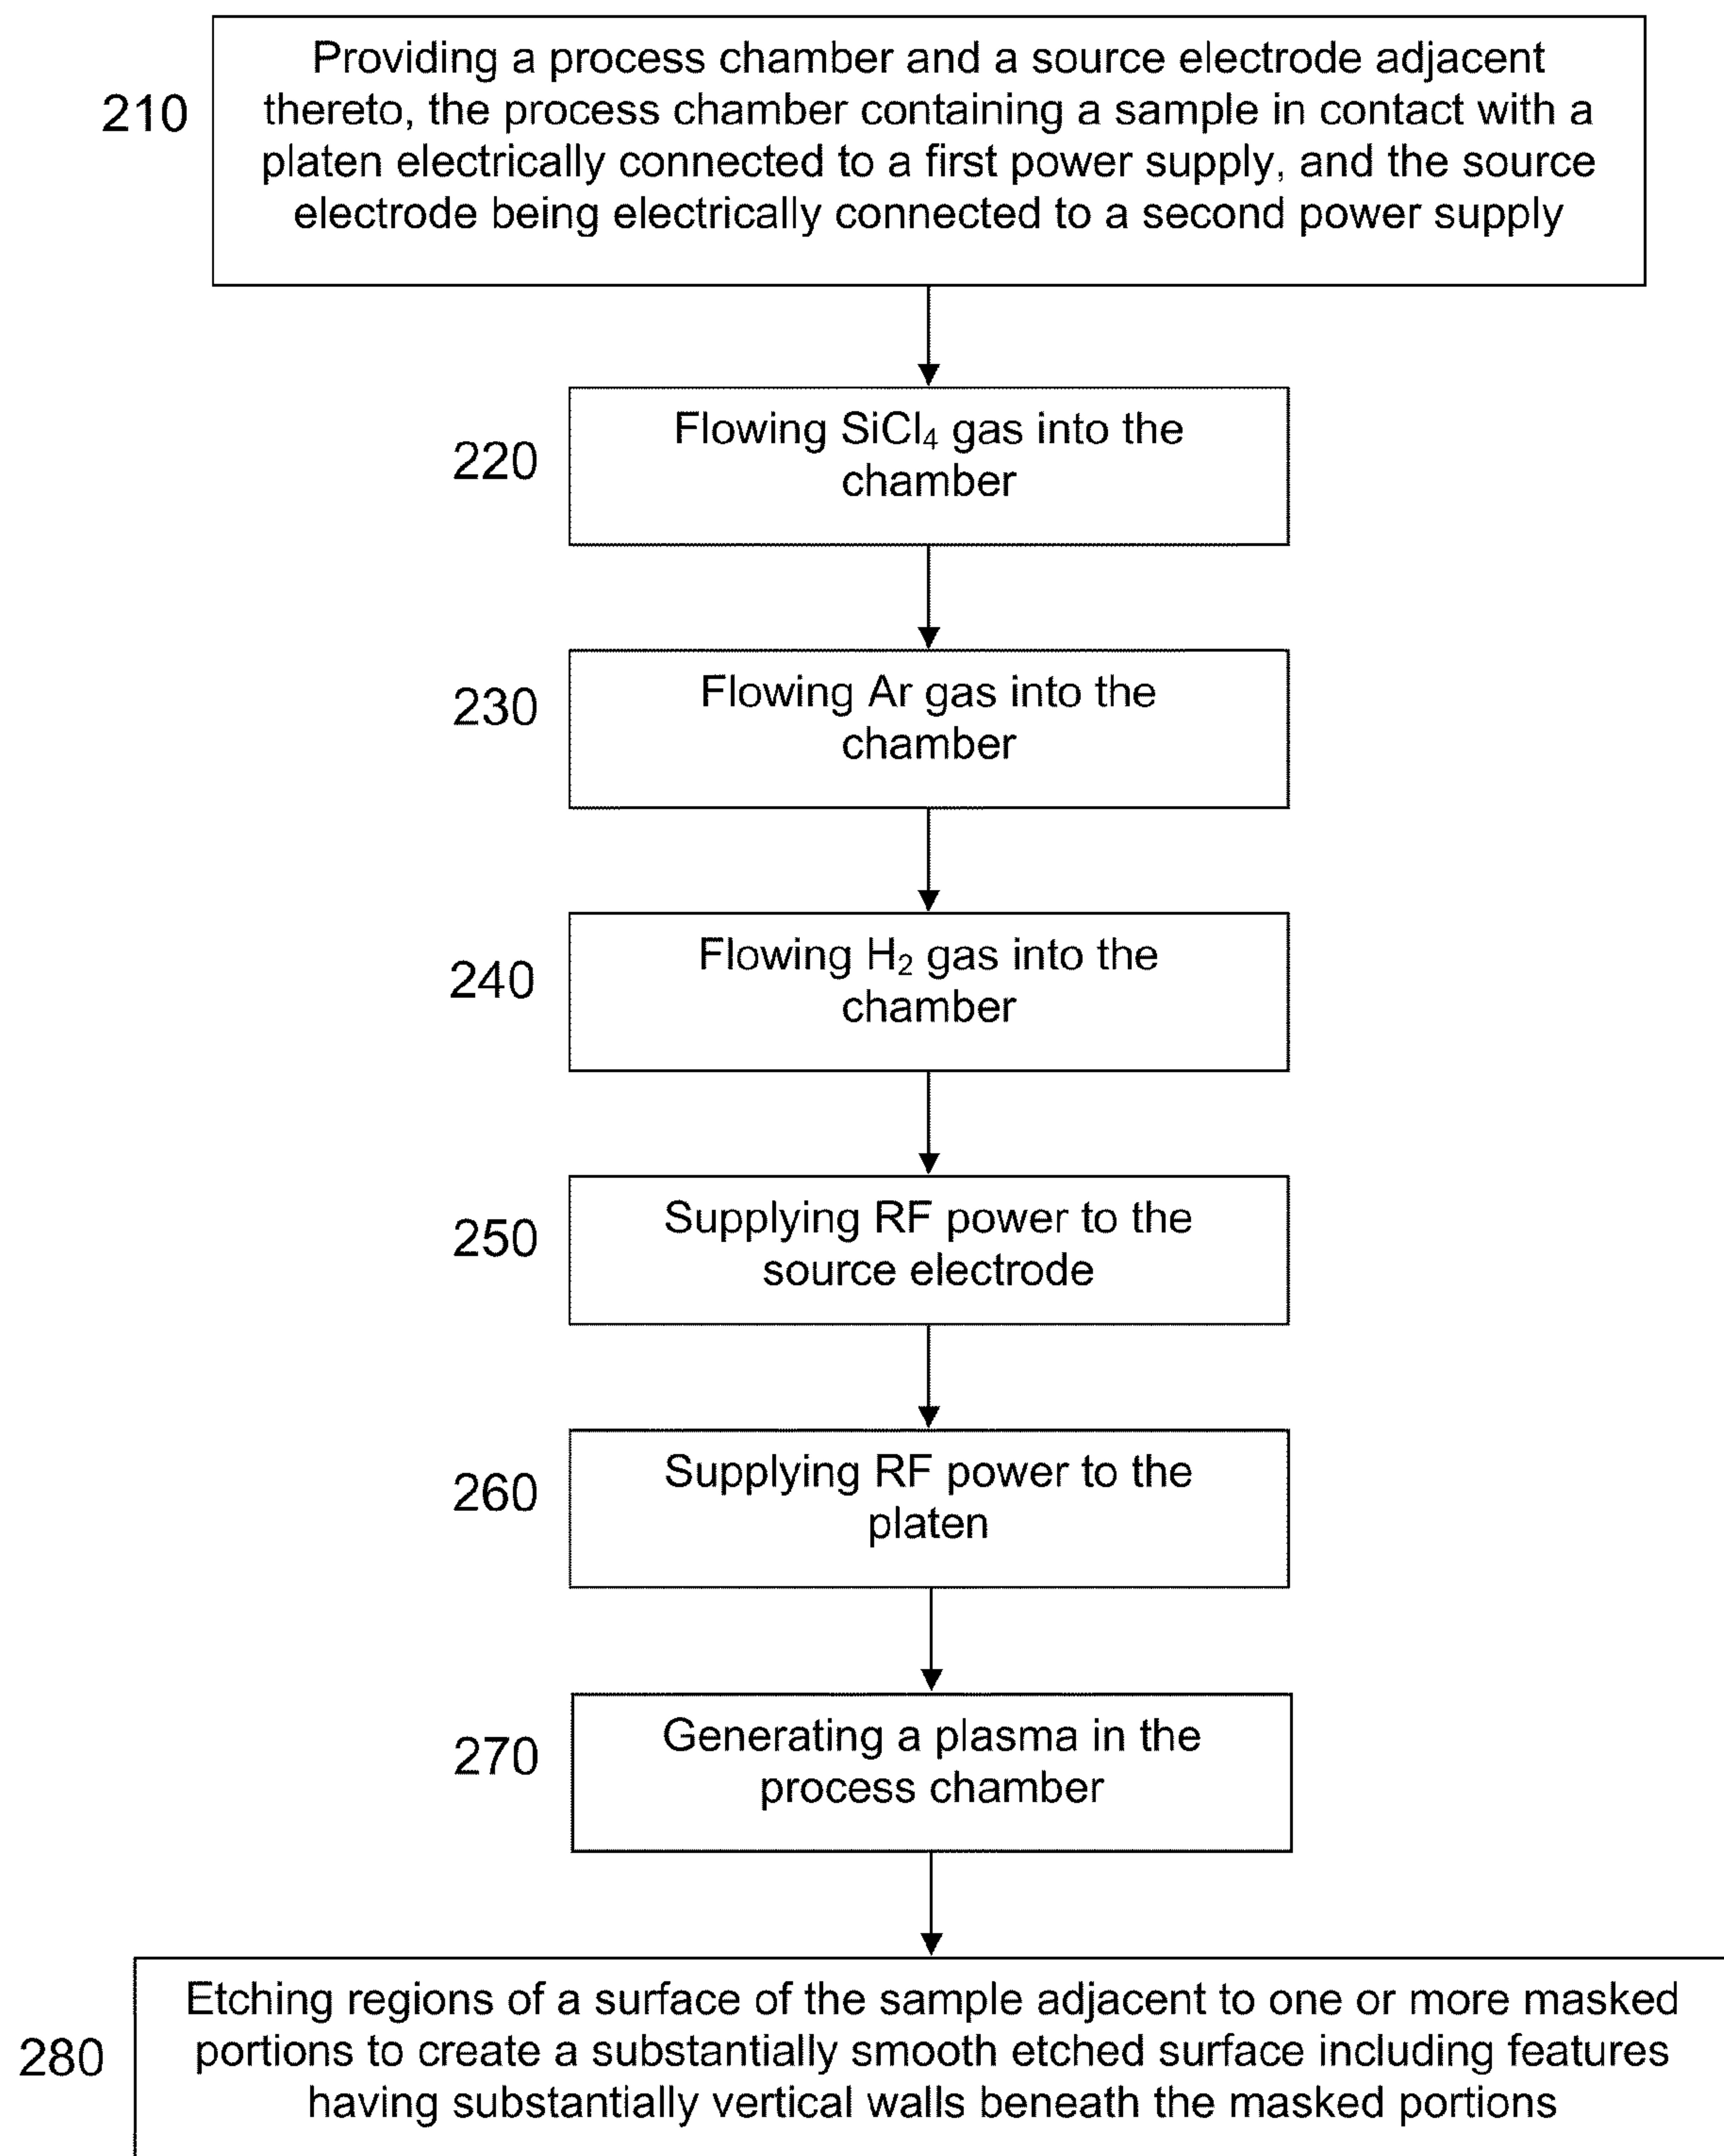 Providing a process chamber and a source electrode adjacent
210
thereto, the process chamber containing a sample in contact with a
platen electrically connected to a first power supply, and the source
electrode being electrically connected to a second power supply
Flowing SiCl₄ gas into the
220
chamber
Flowing Ar gas into the
230
chamber
Flowing H₂ gas into the
240
chamber
Supplying RF power to the
250
source electrode
Supplying RF power to the
260
platen
Generating a plasma in the
270
process chamber
Etching regions of a surface of the sample adjacent to one or more masked
280
portions to create a substantially smooth etched surface including features
having substantially vertical walls beneath the masked portions